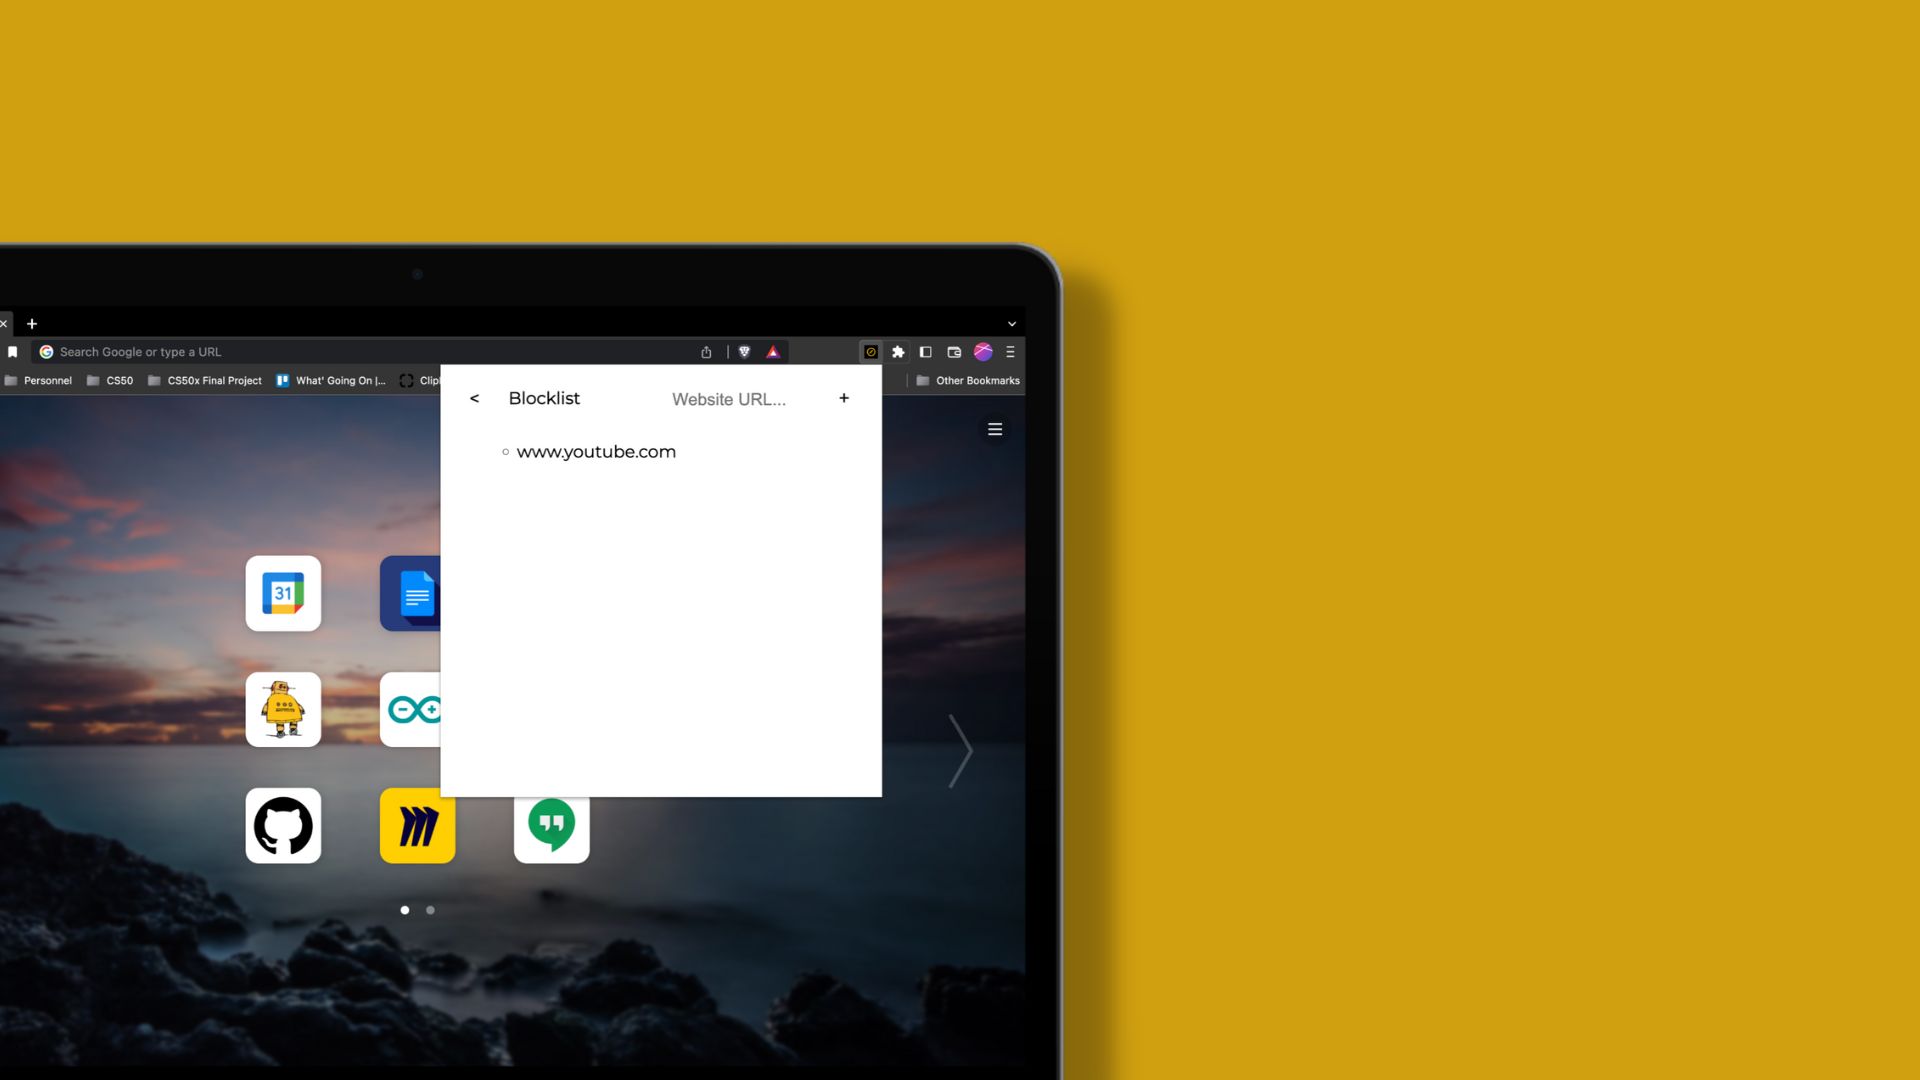 Search Google or type a URL
Personnel
CS50
CS50x Final Project
What' Going On |...
Clip
Other Bookmarks
< Blocklist
Website URL...
+
www.youtube.com
31